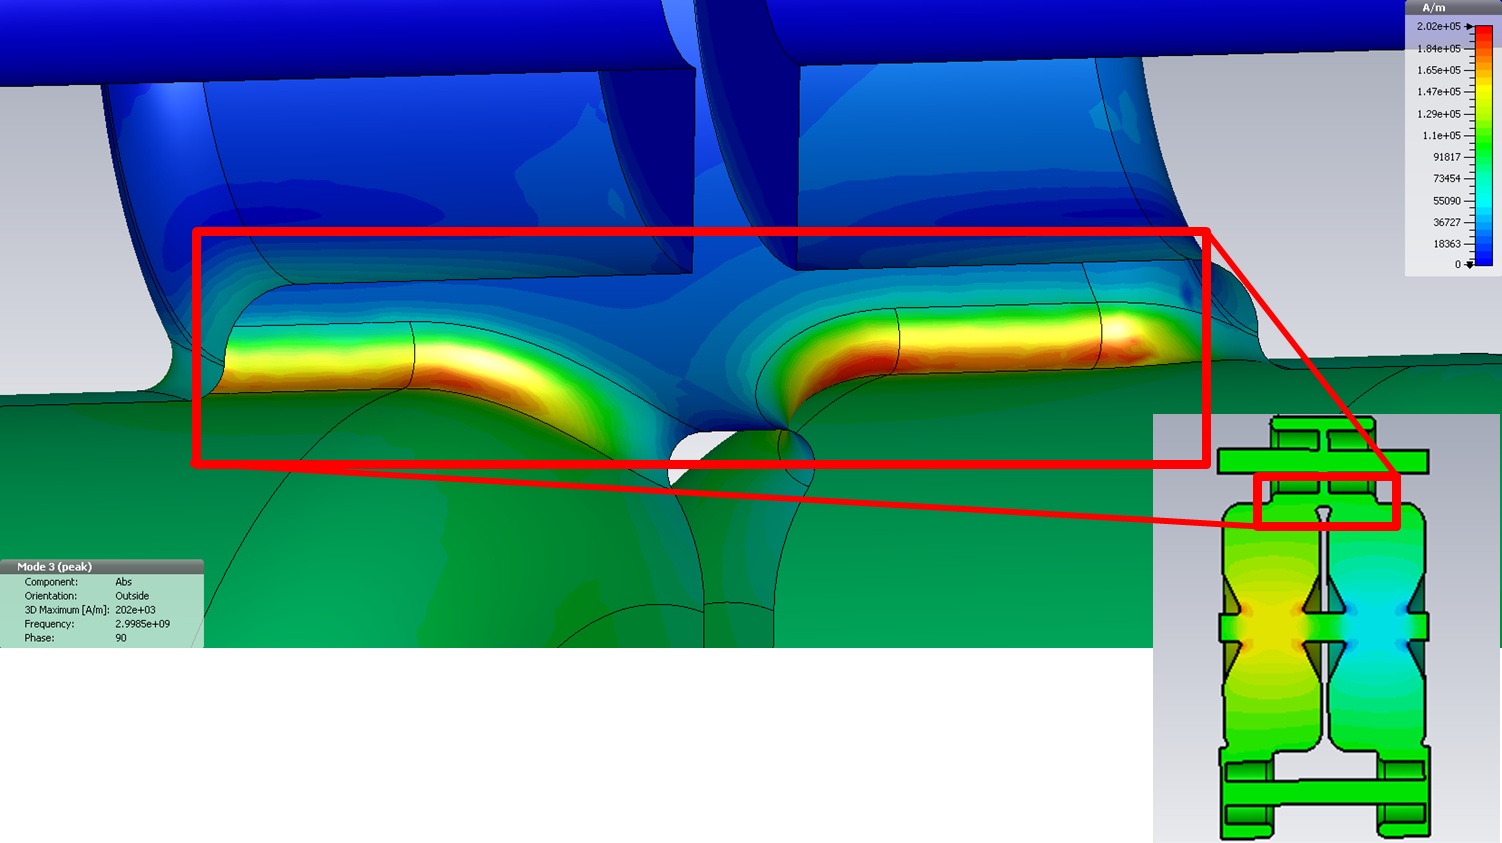 A/m
2.02e+05
1.84e+05
1.65e+05
1.47e+05
1.29e+05
1.1e+05
91817
73454
55090
36727
18363
0
Mode 3 (peak)
Component: Abs
Orientation: Outside
3D Maximum [A/m]: 202e+03
Frequency: 2.9985e+09
Phase: 90